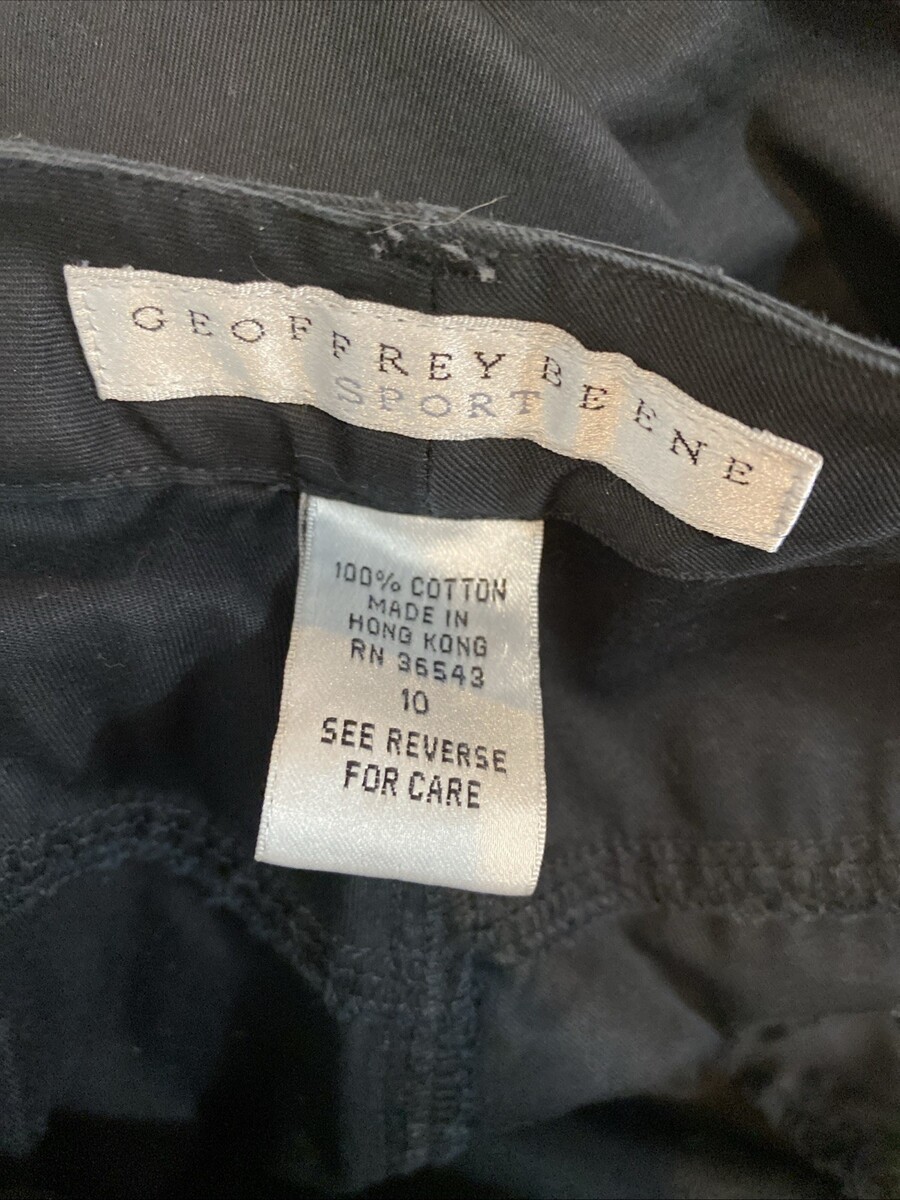 GEOFFREY BEENE
SPORT
100% COTTON
MADE IN
HONG KONG
RN 36543
10
SEE REVERSE
FOR CARE